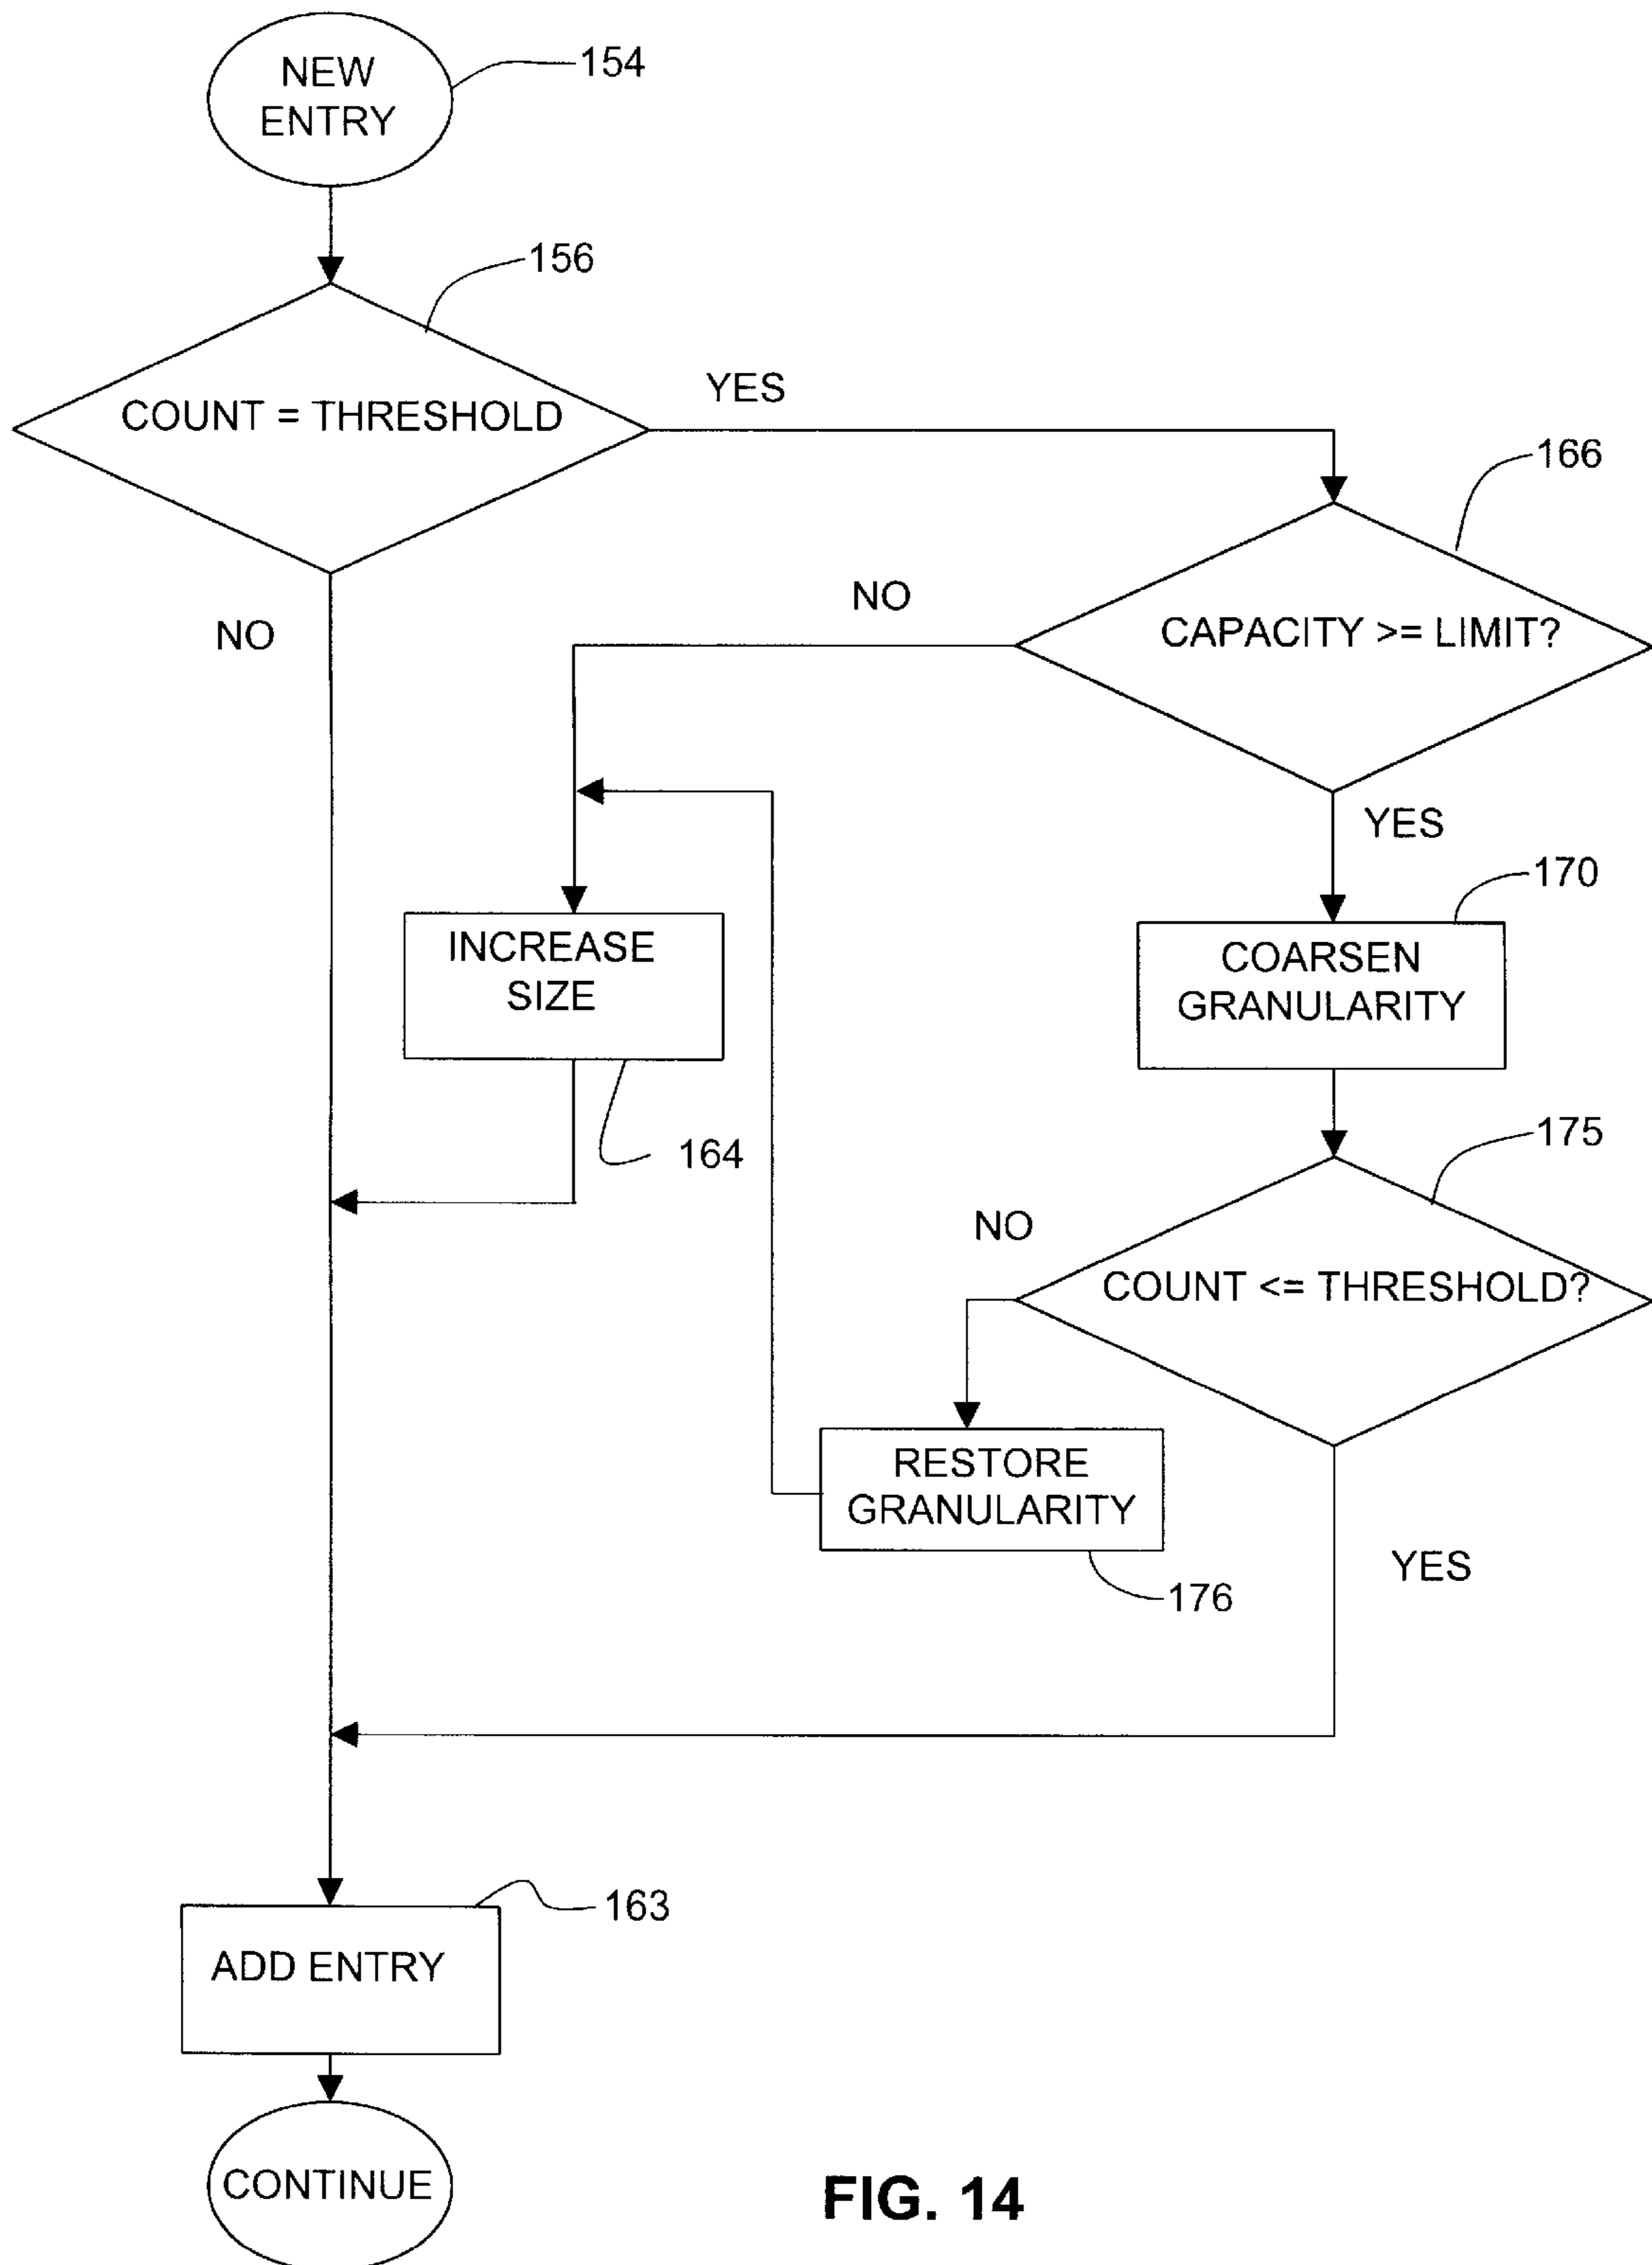 NEW
ENTRY
154
156
COUNT = THRESHOLD
YES
166
NO
CAPACITY >= LIMIT?
NO
YES
170
INCREASE
SIZE
COARSEN
GRANULARITY
164
175
NO
COUNT <= THRESHOLD?
RESTORE
GRANULARITY
YES
176
163
ADD ENTRY
CONTINUE
FIG. 14